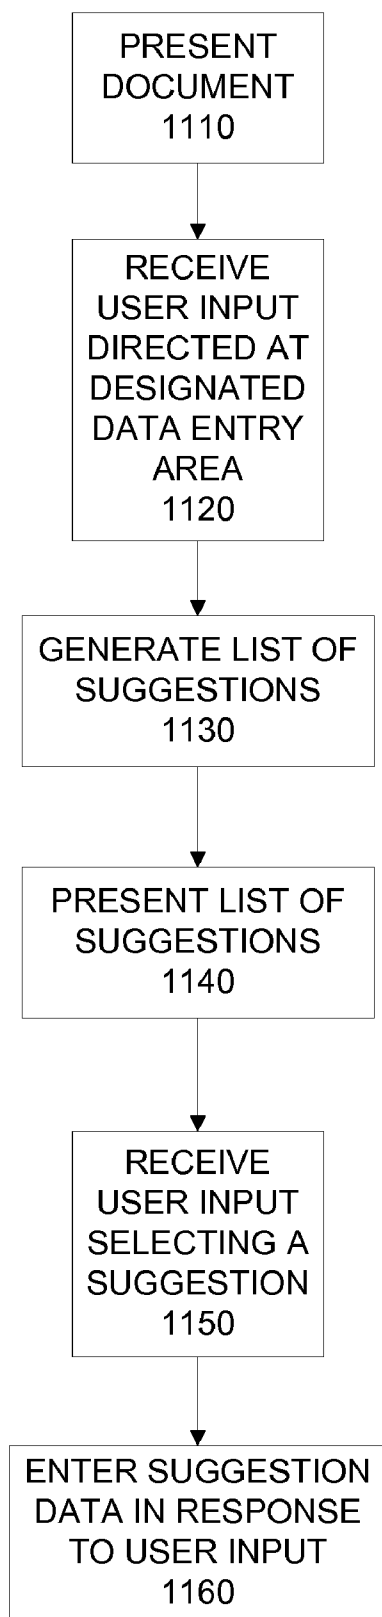 PRESENT
DOCUMENT
1110
RECEIVE
USER INPUT
DIRECTED AT
DESIGNATED
DATA ENTRY
AREA
1120
GENERATE LIST OF
SUGGESTIONS
1130
PRESENT LIST OF
SUGGESTIONS
1140
RECEIVE
USER INPUT
SELECTING A
SUGGESTION
1150
ENTER SUGGESTION
DATA IN RESPONSE
TO USER INPUT
1160